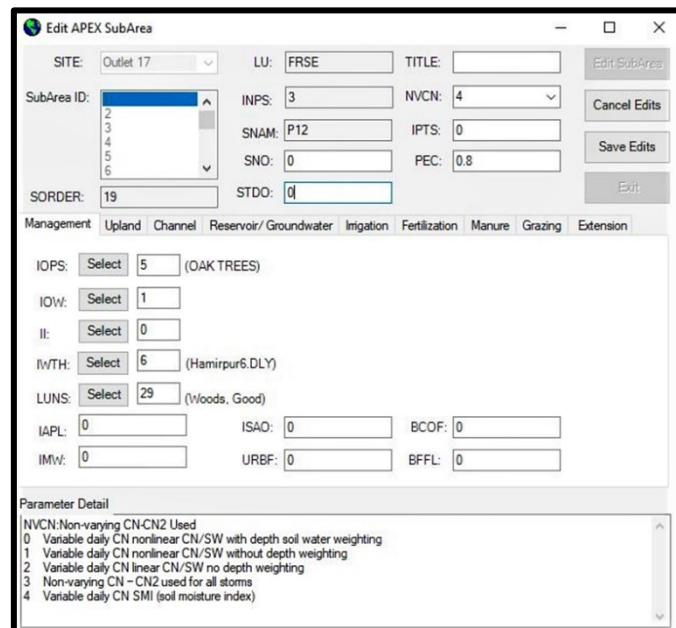 Edit APEX SubArea
SITE: Outlet 17 LU: FRSE TITLE: Edit SubArea
SubArea ID: 2 3 4 5 6 INPS: 3 NVCN: 4 Cancel Edits
SNAM: P12 IPTS: 0 Save Edits
SNO: 0 PEC: 0.8
SORDER: 19 STDO: 0 Exit
Management Upland Channel Reservoir/ Groundwater Irrigation Fertilization Manure Grazing Extension
IOPS: Select 5 (OAK TREES)
IOW: Select 1
II: Select 0
IWTH: Select 6 (Hamirpur6.DLY)
LUNS: Select 29 (Woods, Good)
IAPL: 0 ISAO: 0 BCOF: 0
IMW: 0 URBF: 0 BFFL: 0
Parameter Detail
NVCN:Non-varying CN-CN2 Used
0 Variable daily CN nonlinear CN/SW with depth soil water weighting
1 Variable daily CN nonlinear CN/SW without depth weighting
2 Variable daily CN linear CN/SW no depth weighting
3 Non-varying CN – CN2 used for all storms
4 Variable daily CN SMI (soil moisture index)